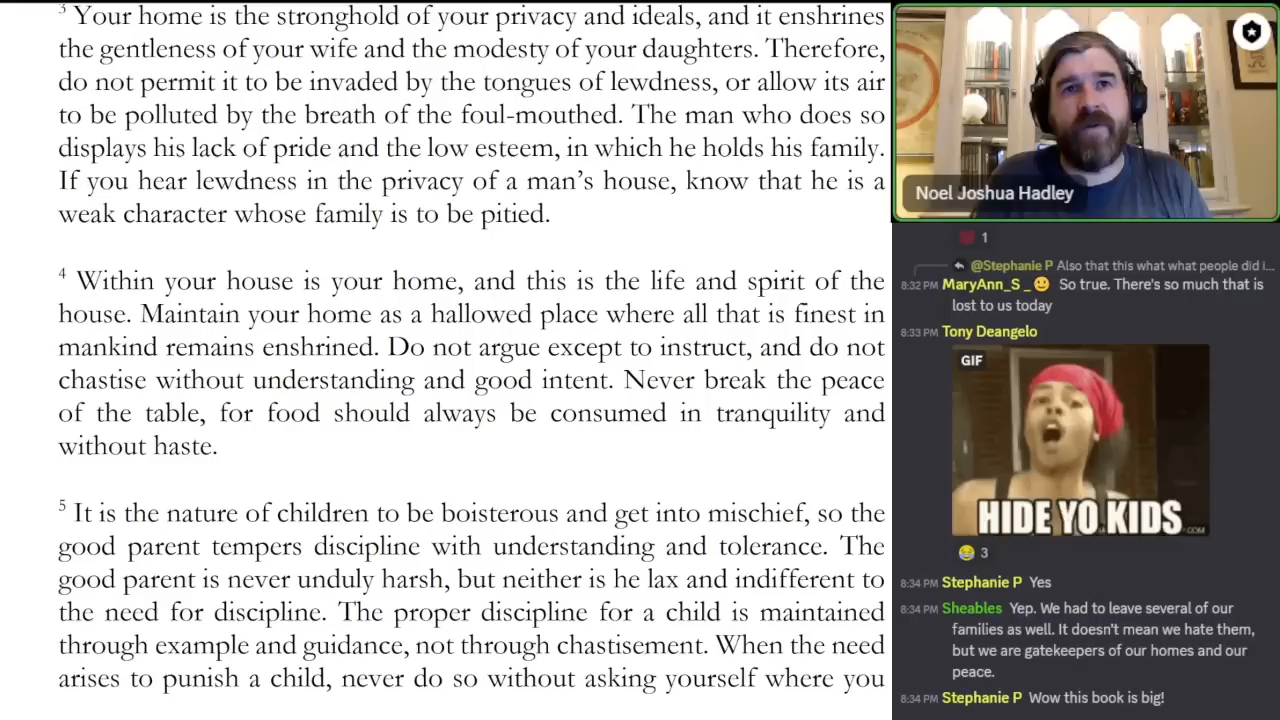 3 Your home is the stronghold of your privacy and ideals, and it enshrines
the gentleness of your wife and the modesty of your daughters. Therefore,
do not permit it to be invaded by the tongues of lewdness, or allow its air
to be polluted by the breath of the foul-mouthed. The man who does so
displays his lack of pride and the low esteem, in which he holds his family.
If you hear lewdness in the privacy of a man’s house, know that he is a
weak character whose family is to be pitied.
4 Within your house is your home, and this is the life and spirit of the
house. Maintain your home as a hallowed place where all that is finest in
mankind remains enshrined. Do not argue except to instruct, and do not
chastise without understanding and good intent. Never break the peace
of the table, for food should always be consumed in tranquility and
without haste.
5 It is the nature of children to be boisterous and get into mischief, so the
good parent tempers discipline with understanding and tolerance. The
good parent is never unduly harsh, but neither is he lax and indifferent to
the need for discipline. The proper discipline for a child is maintained
through example and guidance, not through chastisement. When the need
arises to punish a child, never do so without asking yourself where you
Noel Joshua Hadley
1
@Stephanie P Also that this what what people did i...
8:32 PM MaryAnn_S _ 🙂 So true. There's so much that is
lost to us today
8:33 PM Tony Deangelo
GIF
HIDE YO KIDS
.COM
😂 3
8:34 PM Stephanie P Yes
8:34 PM Sheables Yep. We had to leave several of our
families as well. It doesn't mean we hate them,
but we are gatekeepers of our homes and our
peace.
8:34 PM Stephanie P Wow this book is big!